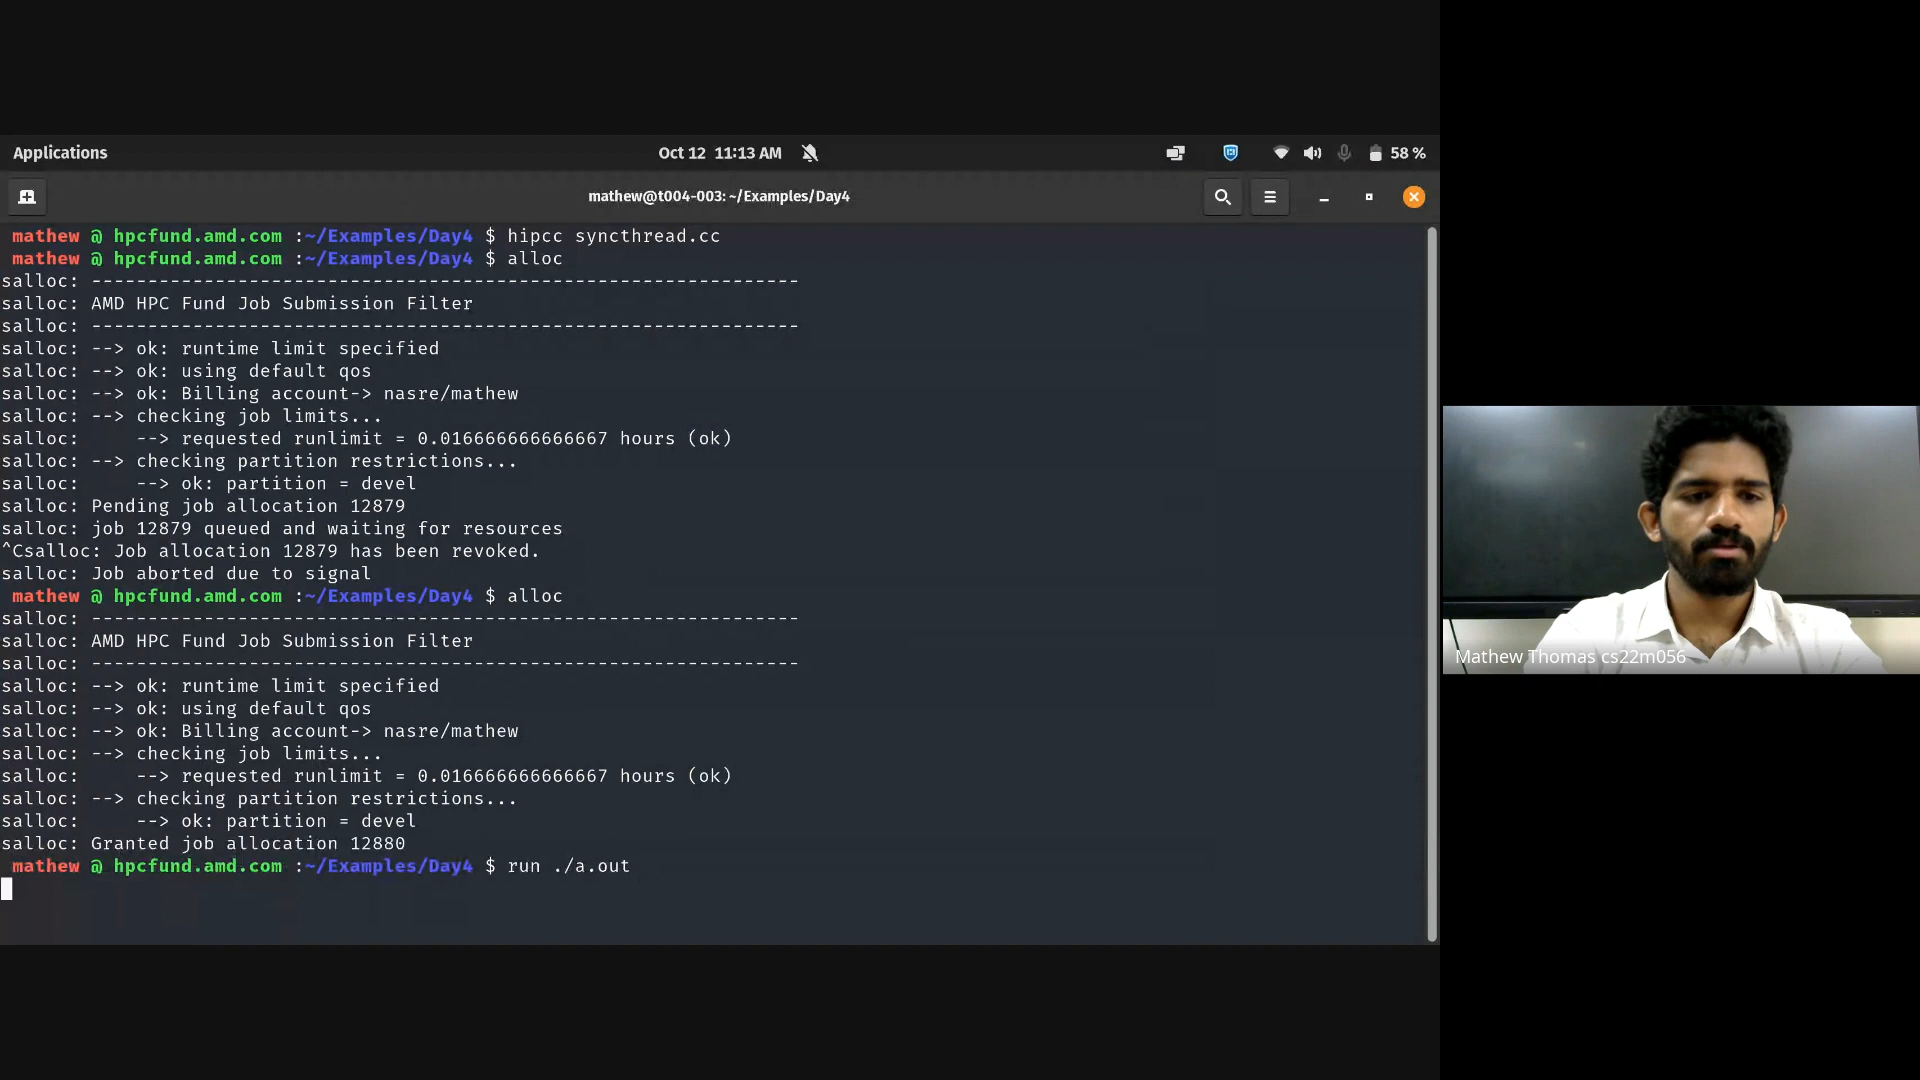 Applications
Oct 12 11:13 AM
58 %
mathew@t004-003: ~/Examples/Day4
mathew @ hpcfund.amd.com :~/Examples/Day4 $ hipcc syncthread.cc
mathew @ hpcfund.amd.com :~/Examples/Day4 $ alloc
salloc: ---------------------------------------------------------------
salloc: AMD HPC Fund Job Submission Filter
salloc: ---------------------------------------------------------------
salloc: --> ok: runtime limit specified
salloc: --> ok: using default qos
salloc: --> ok: Billing account-> nasre/mathew
salloc: --> checking job limits...
salloc:     --> requested runlimit = 0.016666666666667 hours (ok)
salloc: --> checking partition restrictions...
salloc:     --> ok: partition = devel
salloc: Pending job allocation 12879
salloc: job 12879 queued and waiting for resources
^Csalloc: Job allocation 12879 has been revoked.
salloc: Job aborted due to signal
mathew @ hpcfund.amd.com :~/Examples/Day4 $ alloc
salloc: ---------------------------------------------------------------
salloc: AMD HPC Fund Job Submission Filter
salloc: ---------------------------------------------------------------
salloc: --> ok: runtime limit specified
salloc: --> ok: using default qos
salloc: --> ok: Billing account-> nasre/mathew
salloc: --> checking job limits...
salloc:     --> requested runlimit = 0.016666666666667 hours (ok)
salloc: --> checking partition restrictions...
salloc:     --> ok: partition = devel
salloc: Granted job allocation 12880
mathew @ hpcfund.amd.com :~/Examples/Day4 $ run ./a.out
Mathew Thomas cs22m056